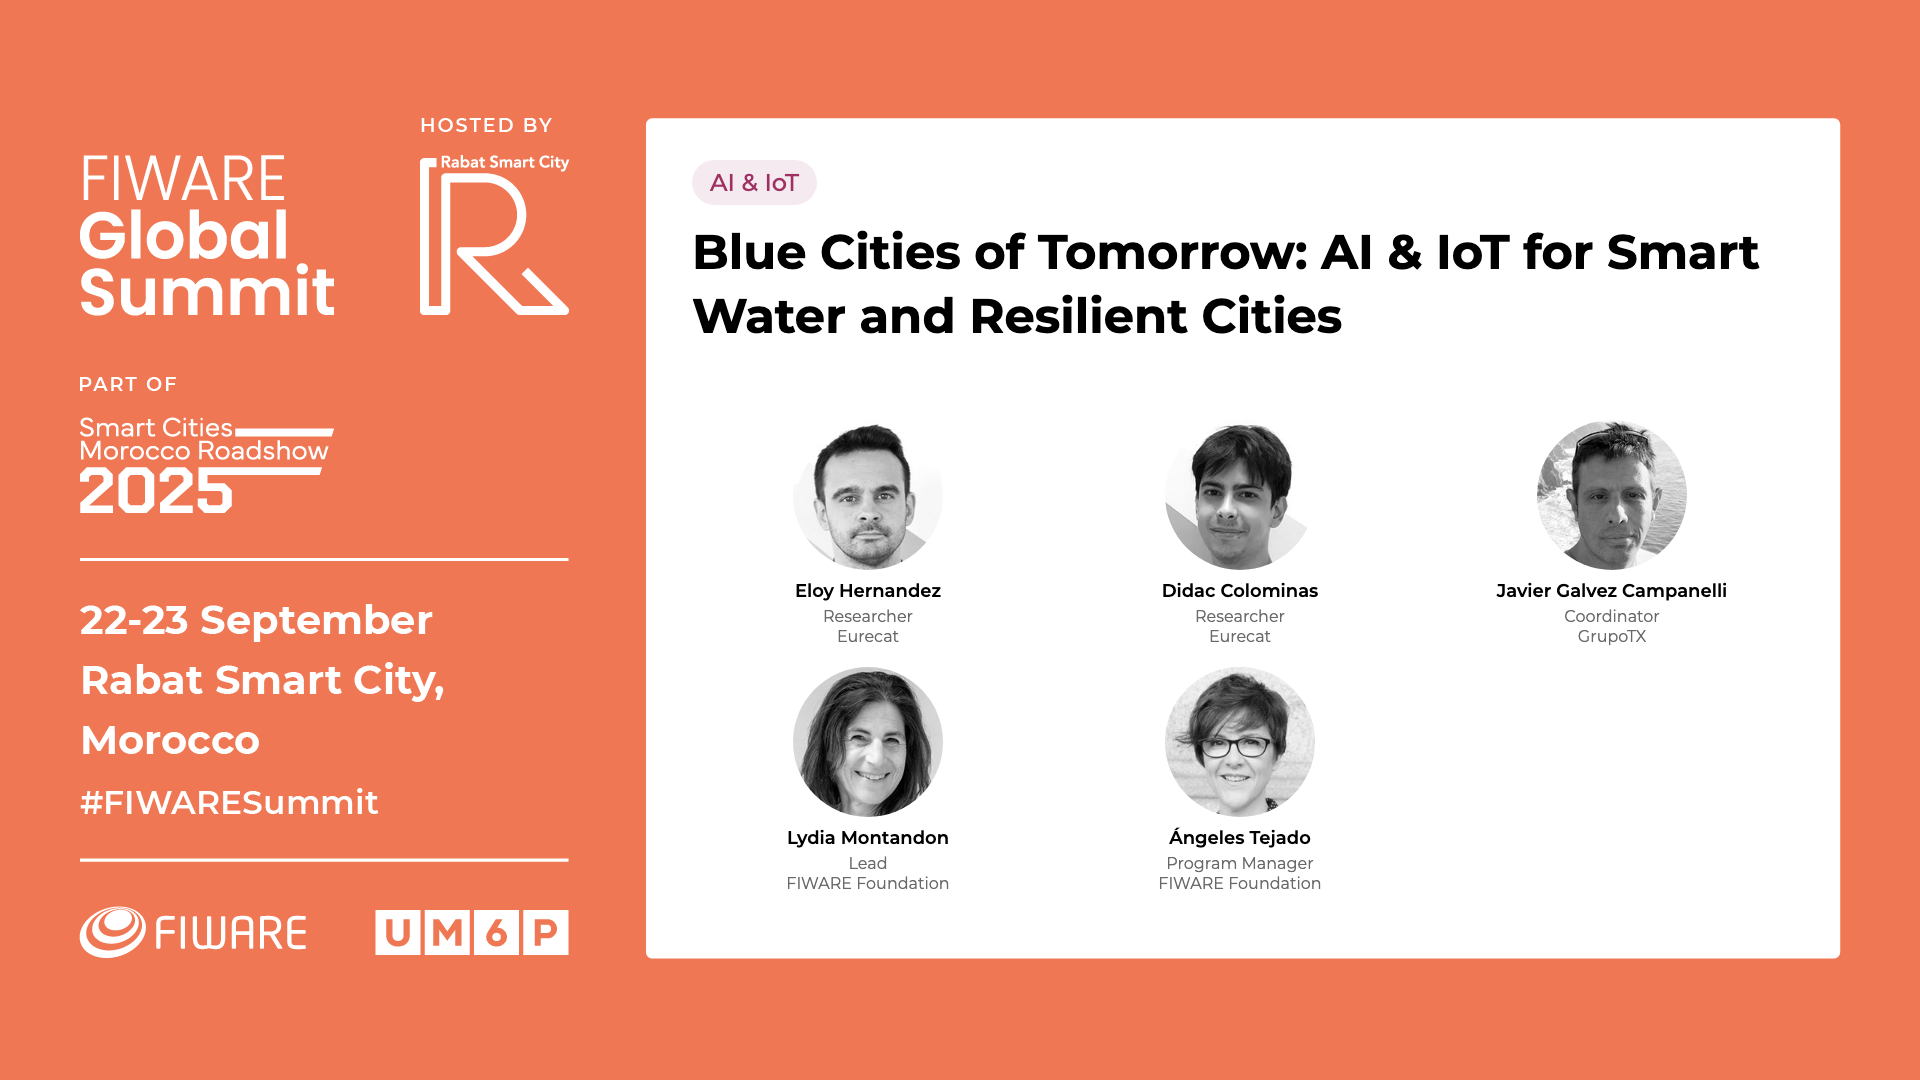 FIWARE
Global
Summit
HOSTED BY
Rabat Smart City
R
PART OF
Smart Cities
Morocco Roadshow
2025
22-23 September
Rabat Smart City,
Morocco
#FIWARESummit
FIWARE
UM6P
AI & IoT
Blue Cities of Tomorrow: AI & IoT for Smart
Water and Resilient Cities
Eloy Hernandez
Researcher
Eurecat
Didac Colominas
Researcher
Eurecat
Javier Galvez Campanelli
Coordinator
GrupoTX
Lydia Montandon
Lead
FIWARE Foundation
Ángeles Tejado
Program Manager
FIWARE Foundation